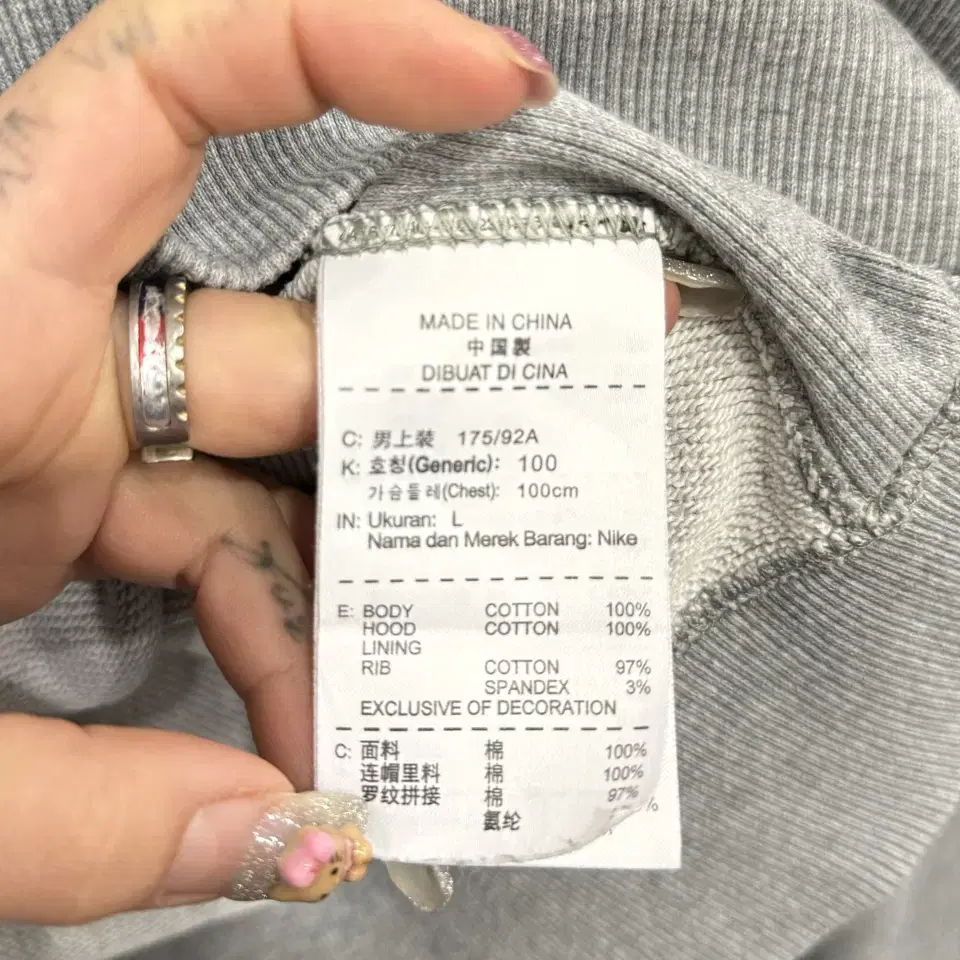 MADE IN CHINA
中国製
DIBUAT DI CINA
C: 男上裝 175/92A
K: 호칭(Generic): 100
가슴둘레(Chest): 100cm
IN: Ukuran: L
Nama dan Merek Barang: Nike
E: BODY COTTON 100%
HOOD COTTON 100%
LINING
RIB COTTON 97%
SPANDEX 3%
EXCLUSIVE OF DECORATION
C: 面料 棉 100%
连帽里料 棉 100%
罗纹拼接 棉 97%
氨纶